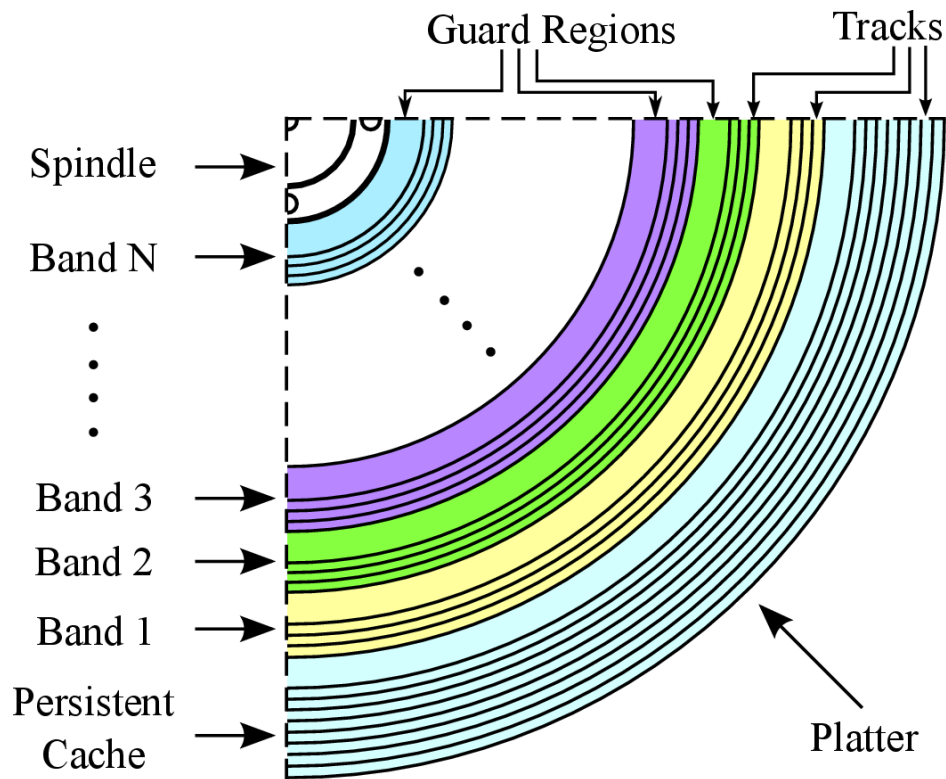 Guard Regions
Tracks
Spindle
Band N
Band 3
Band 2
Band 1
Persistent
Cache
Platter